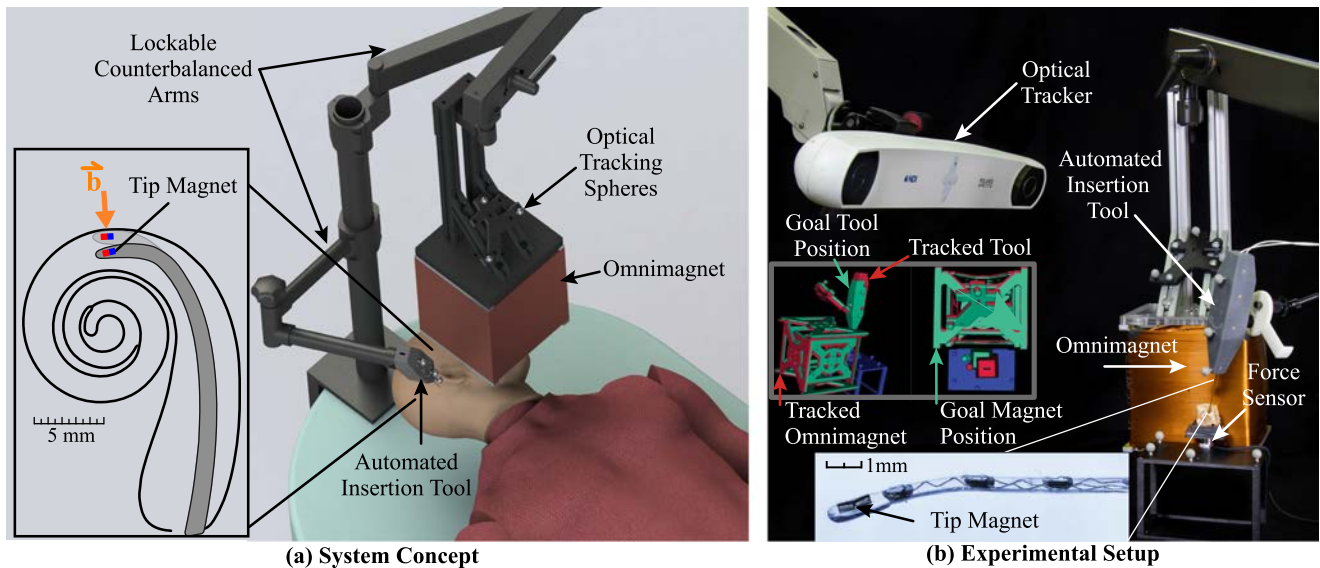 Lockable
Counterbalanced
Arms
Optical
Tracking
Spheres
b
Tip Magnet
Omnimagnet
5 mm
Automated
Insertion Tool
(a) System Concept
Optical
Tracker
NDI
Automated
Insertion
Tool
Goal Tool
Position
Tracked Tool
Omnimagnet
Force
Sensor
Tracked
Omnimagnet
Goal Magnet
Position
1mm
Tip Magnet
(b) Experimental Setup